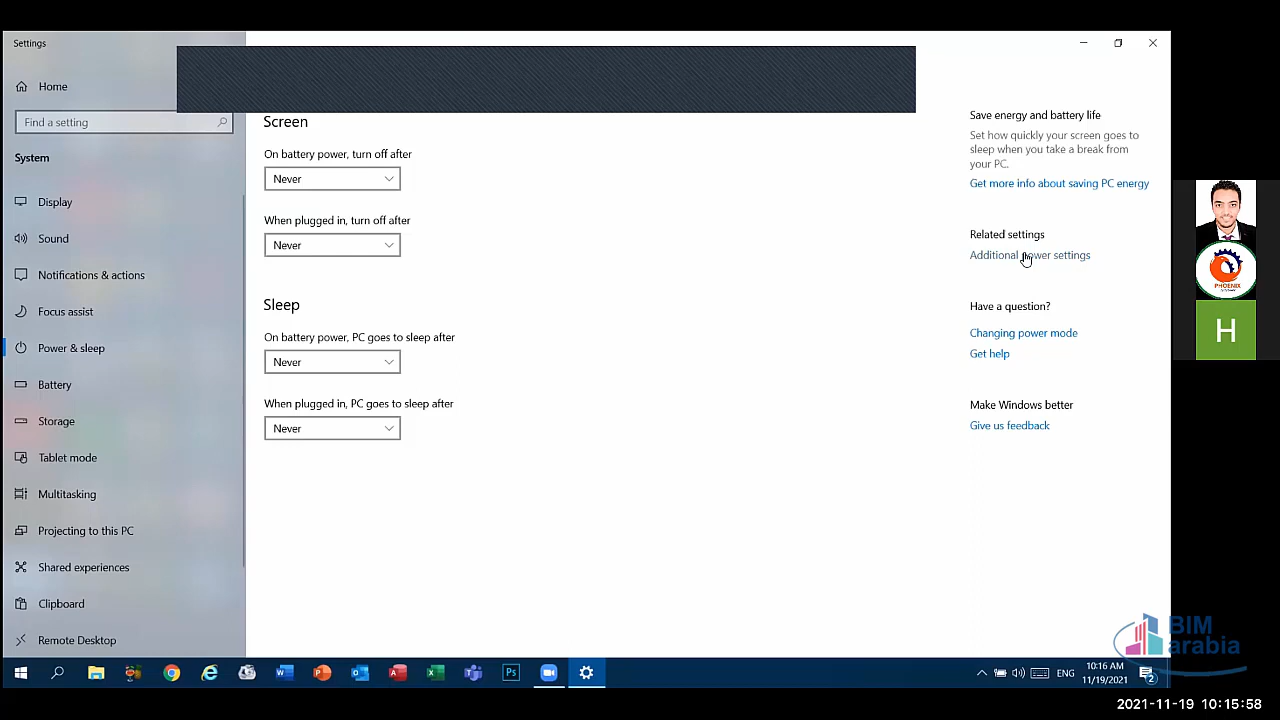 Settings
Home
Find a setting
System
Display
Sound
Notifications & actions
Focus assist
Power & sleep
Battery
Storage
Tablet mode
Multitasking
Projecting to this PC
Shared experiences
Clipboard
Remote Desktop
Screen
On battery power, turn off after
Never
When plugged in, turn off after
Never
Sleep
On battery power, PC goes to sleep after
Never
When plugged in, PC goes to sleep after
Never
Save energy and battery life
Set how quickly your screen goes to
sleep when you take a break from
your PC.
Get more info about saving PC energy
Related settings
Additional power settings
Have a question?
Changing power mode
Get help
Make Windows better
Give us feedback
PHOENIX
H
BIM
arabia
Ps
ENG
10:16 AM
11/19/2021
2
2021-11-19 10:15:58